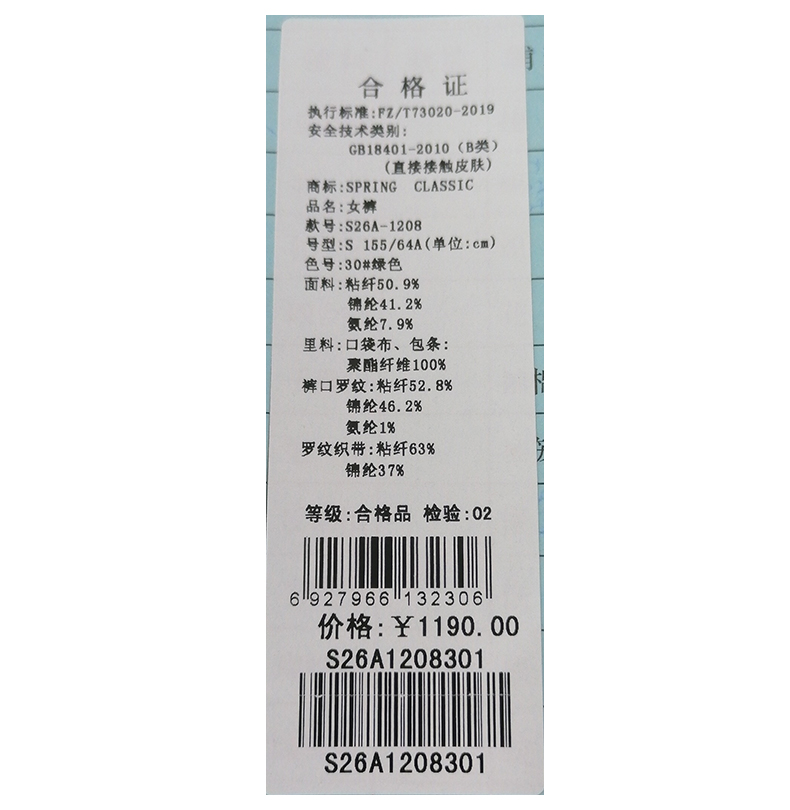 合格证
执行标准:FZ/T73020-2019
安全技术类别:
GB18401-2010（B类）
(直接接触皮肤)
商标:SPRING CLASSIC
品名:女裤
款号:S26A-1208
号型:S 155/64A(单位:cm)
色号:30#绿色
面料:粘纤50.9%
锦纶41.2%
氨纶7.9%
里料:口袋布、包条:
聚酯纤维100%
裤口罗纹:粘纤52.8%
锦纶46.2%
氨纶1%
罗纹织带:粘纤63%
锦纶37%
等级:合格品 检验:02
6 927966 132306
价格:￥1190.00
S26A1208301
S26A1208301